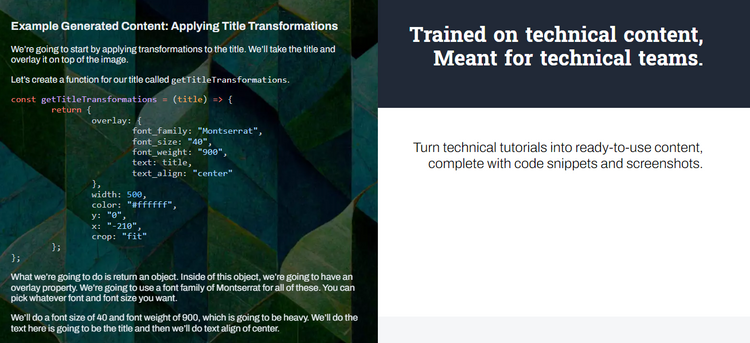 Example Generated Content: Applying Title Transformations
We're going to start by applying transformations to the title. We'll take the title and
overlay it on top of the image.
Let's create a function for our title called getTitleTransformations.
const getTitleTransformations = (title) => {
return {
overlay: {
font_family: "Montserrat",
font_size: "40",
font_weight: "900",
text: title,
text_align: "center"
},
width: 500,
color: "#ffffff",
y: "0",
x: "-210",
crop: "fit"
};
};
What we're going to do is return an object. Inside of this object, we're going to have an
overlay property. We're going to use a font family of Montserrat for all of these. You can
pick whatever font and font size you want.
We'll do a font size of 40 and font weight of 900, which is going to be heavy. We'll do the
text here is going to be the title and then we'll do text align of center.
Trained on technical content,
Meant for technical teams.
Turn technical tutorials into ready-to-use content,
complete with code snippets and screenshots.